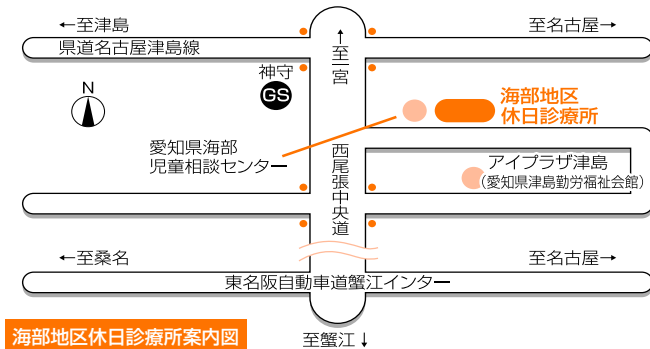 ←至津島
至名古屋→
県道名古屋津島線
↑至一宮
神守
GS
N
海部地区
休日診療所
愛知県海部
児童相談センター
西尾張中央道
アイプラザ津島
(愛知県津島勤労福祉会館)
←至桑名
至名古屋→
東名阪自動車道蟹江インター
海部地区休日診療所案内図
至蟹江↓